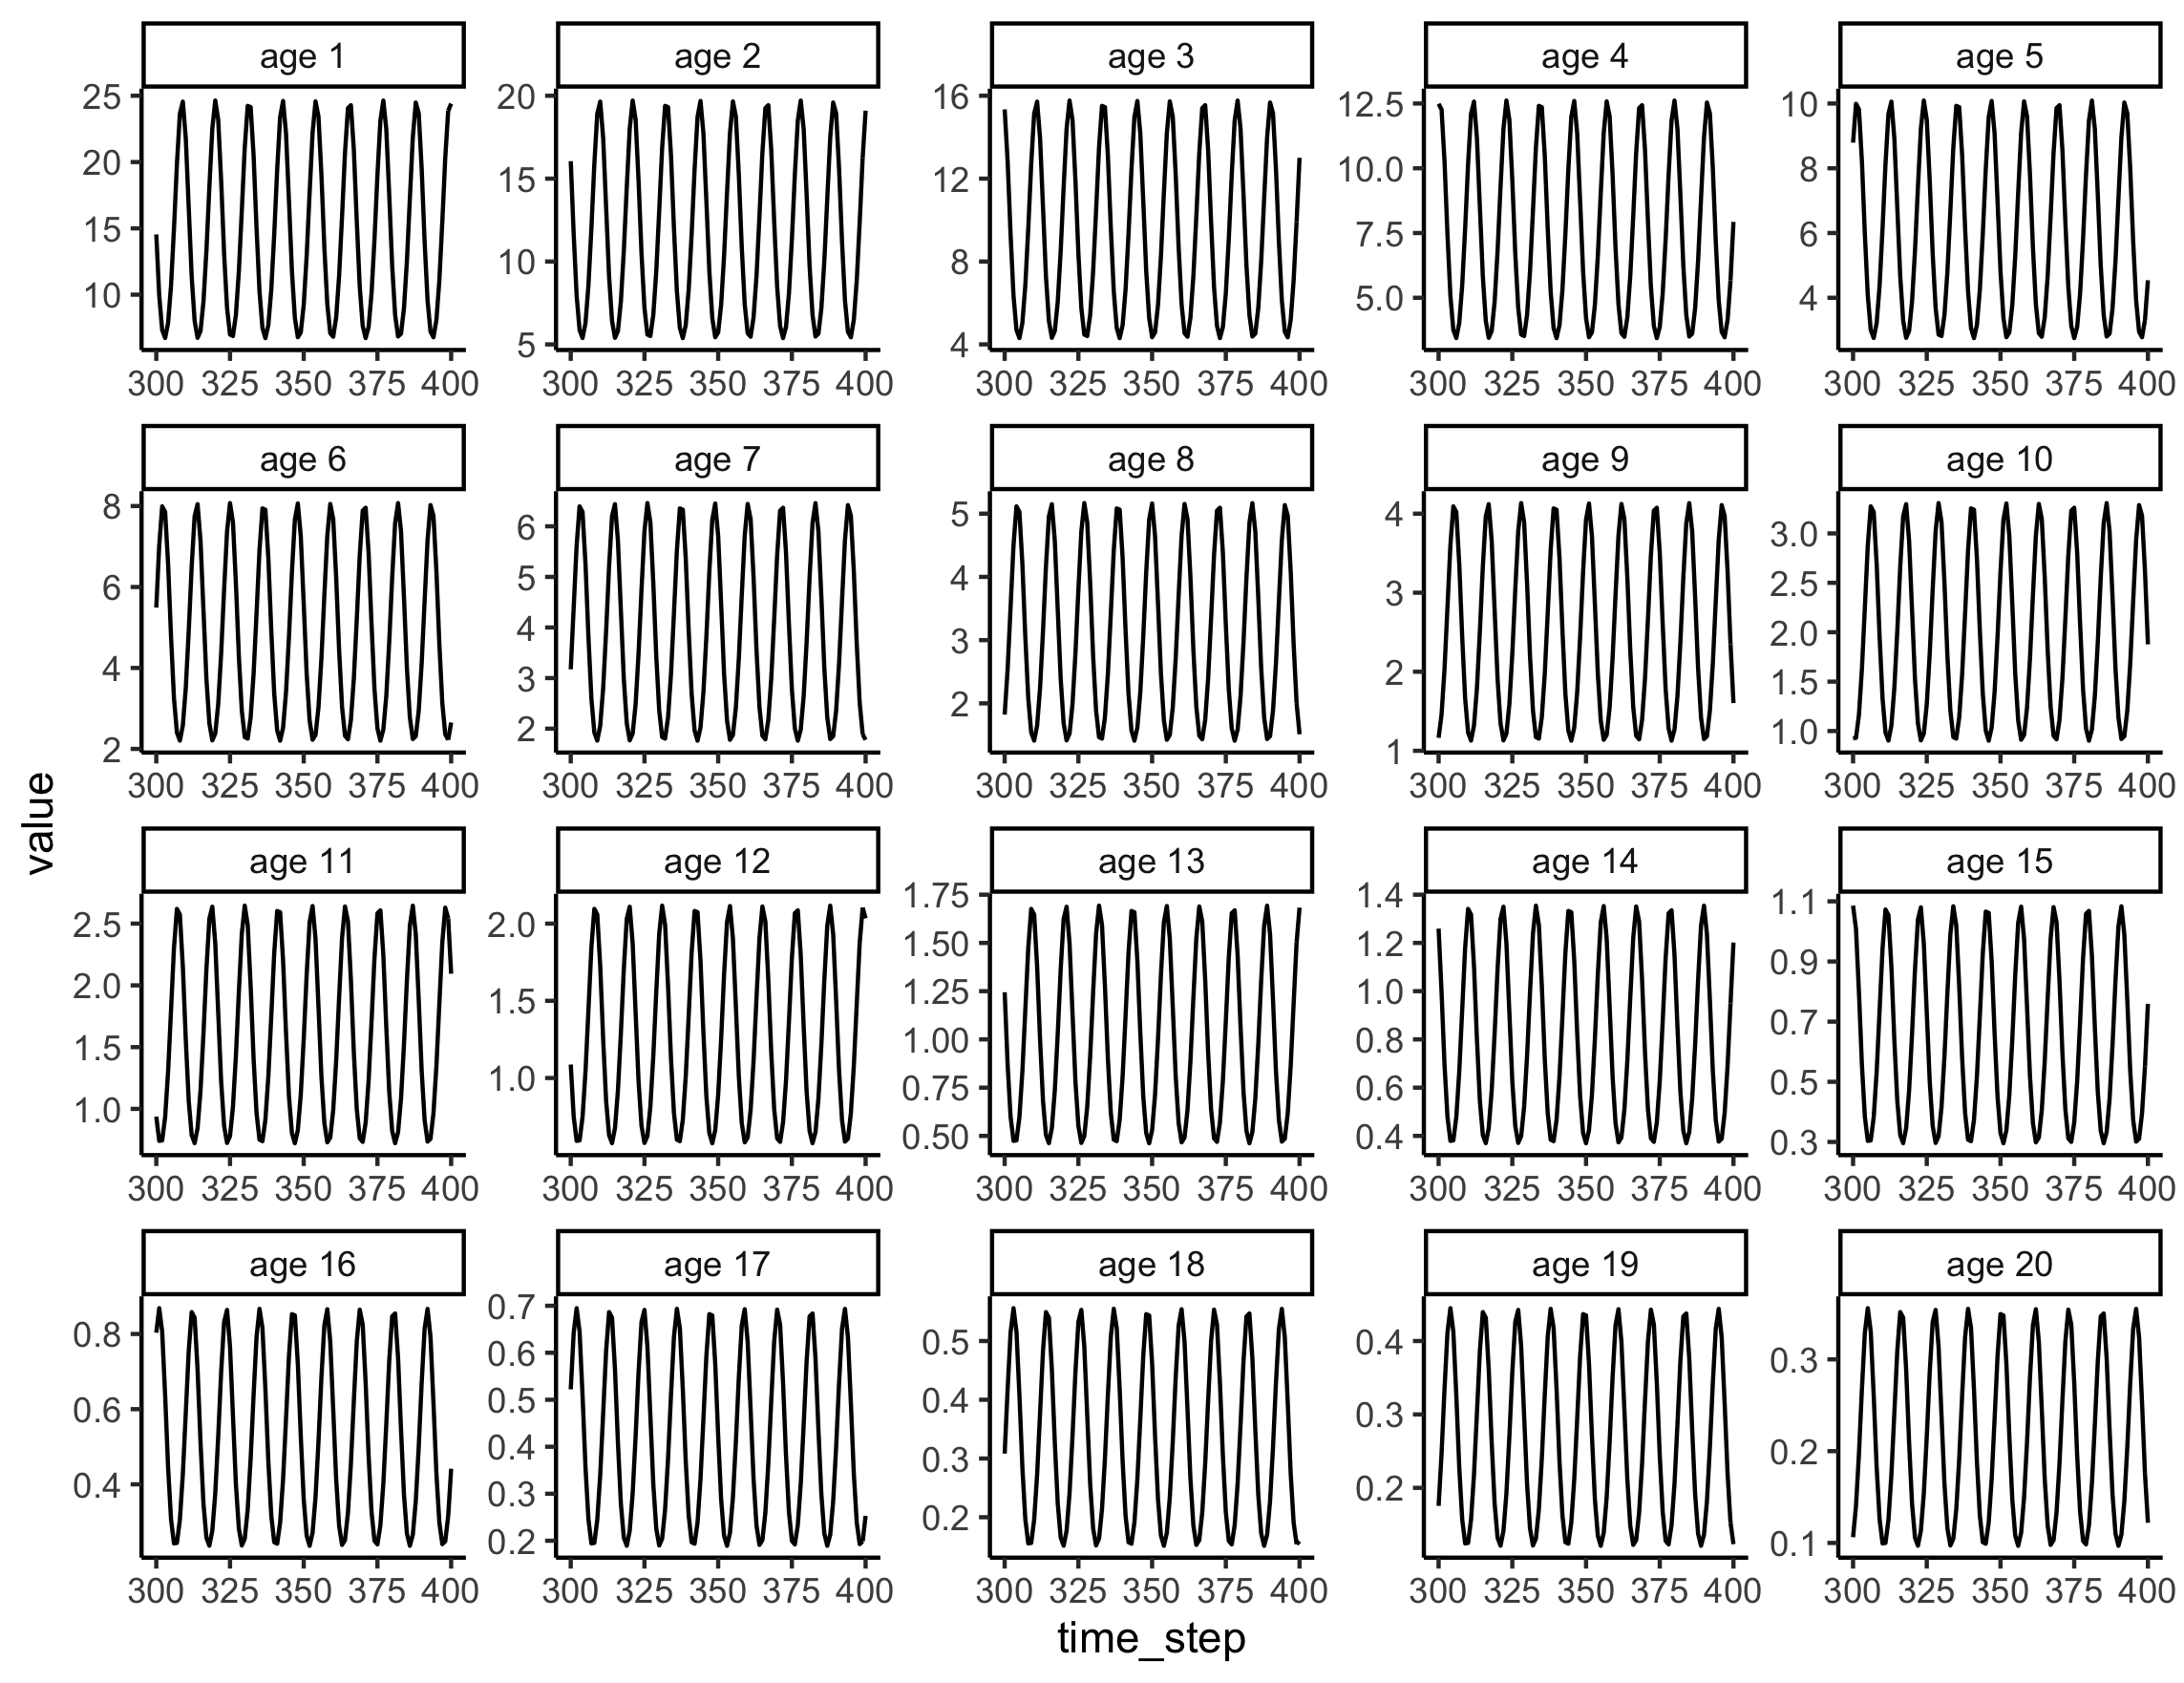 age 1
age 2
age 3
age 4
age 5
25
20
15
10
20
15
10
5
16
12
8
4
12.5
10.0
7.5
5.0
10
8
6
4
300 325 350 375 400
300 325 350 375 400
300 325 350 375 400
300 325 350 375 400
300 325 350 375 400
age 6
age 7
age 8
age 9
age 10
8
6
4
2
6
5
4
3
2
5
4
3
2
4
3
2
1
3.0
2.5
2.0
1.5
1.0
300 325 350 375 400
300 325 350 375 400
300 325 350 375 400
300 325 350 375 400
300 325 350 375 400
value
age 11
age 12
age 13
age 14
age 15
2.5
2.0
1.5
1.0
2.0
1.5
1.0
1.75
1.50
1.25
1.00
0.75
0.50
1.4
1.2
1.0
0.8
0.6
0.4
1.1
0.9
0.7
0.5
0.3
300 325 350 375 400
300 325 350 375 400
300 325 350 375 400
300 325 350 375 400
300 325 350 375 400
age 16
age 17
age 18
age 19
age 20
0.8
0.6
0.4
0.7
0.6
0.5
0.4
0.3
0.2
0.5
0.4
0.3
0.2
0.4
0.3
0.2
0.3
0.2
0.1
300 325 350 375 400
300 325 350 375 400
300 325 350 375 400
300 325 350 375 400
300 325 350 375 400
time_step